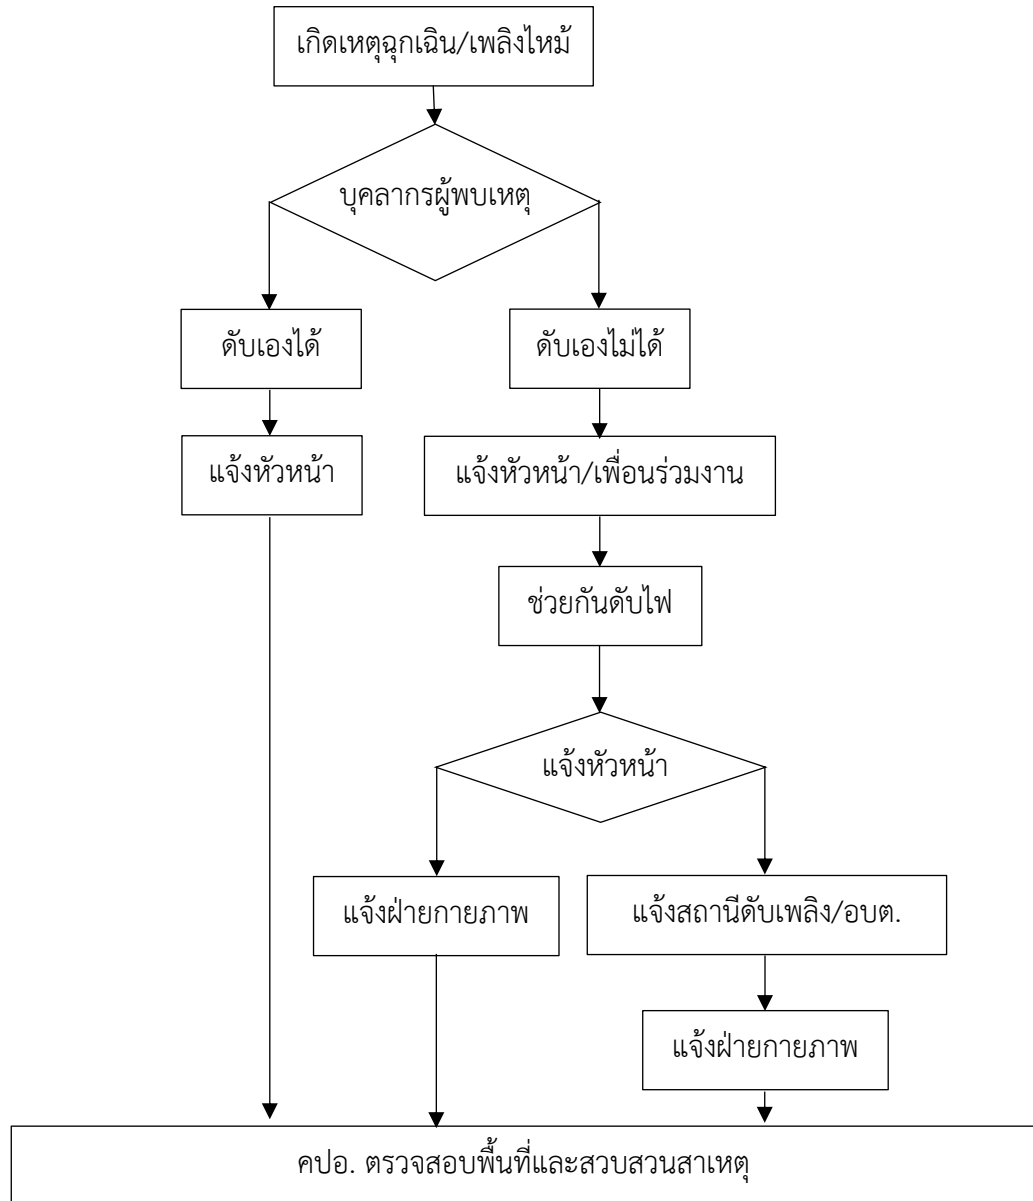 เกิดเหตุฉุกเฉิน/เพลิงไหม้
บุคลากรผู้พบเหตุ
ดับเองได้
ดับเองไม่ได้
แจ้งหัวหน้า
แจ้งหัวหน้า/เพื่อนร่วมงาน
ช่วยกันดับไฟ
แจ้งหัวหน้า
แจ้งฝ่ายกายภาพ
แจ้งสถานีดับเพลิง/อบต.
แจ้งฝ่ายกายภาพ
คปอ. ตรวจสอบพื้นที่และสวบสวนสาเหตุ